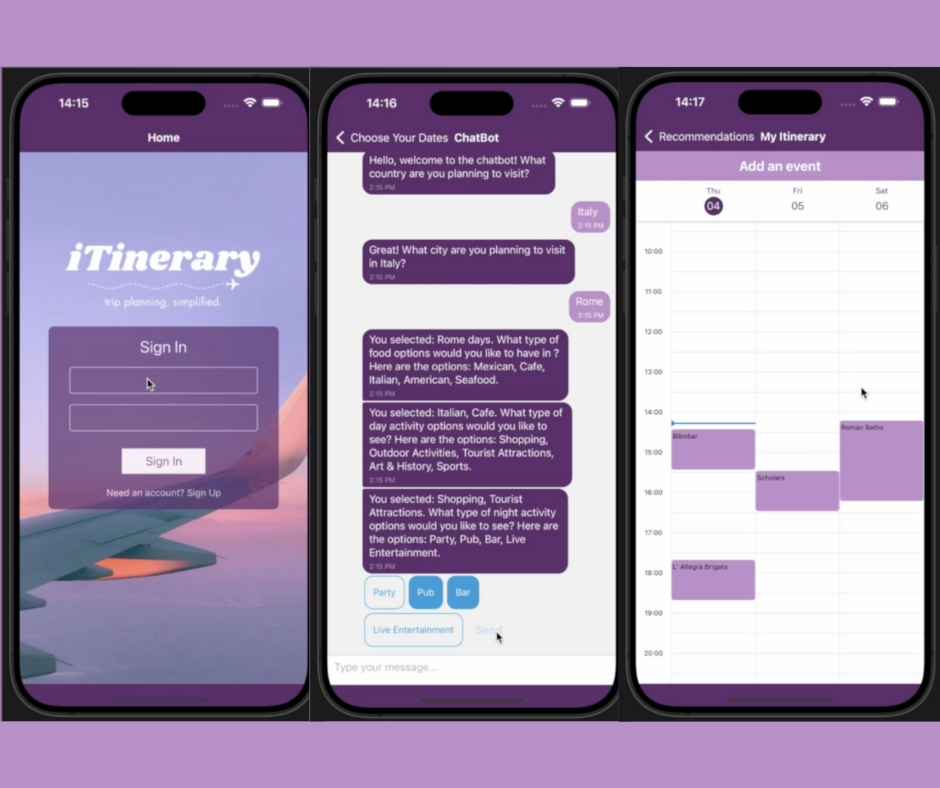 14:15
Home
iTinerary
trip planning, simplified.
Sign In
Sign In
Need an account? Sign Up
14:16
Choose Your Dates ChatBot
Hello, welcome to the chatbot! What
country are you planning to visit?
2:15 PM
Italy
2:15 PM
Great! What city are you planning to visit
in Italy?
2:15 PM
Rome
2:15 PM
You selected: Rome days. What type of
food options would you like to have in ?
Here are the options: Mexican, Cafe,
Italian, American, Seafood.
2:15 PM
You selected: Italian, Cafe. What type of
day activity options would you like to
see? Here are the options: Shopping,
Outdoor Activities, Tourist Attractions,
Art & History, Sports.
2:15 PM
You selected: Shopping, Tourist
Attractions. What type of night activity
options would you like to see? Here are
the options: Party, Pub, Bar, Live
Entertainment.
2:15 PM
Party Pub Bar
Live Entertainment Send
Type your message...
14:17
Recommendations My Itinerary
Add an event
Thu Fri Sat
04 05 06
10:00
11:00
12:00
13:00
14:00
Roman Baths
Bibobar
15:00
Scholars
16:00
17:00
L' Allegra Brigata
18:00
19:00
20:00